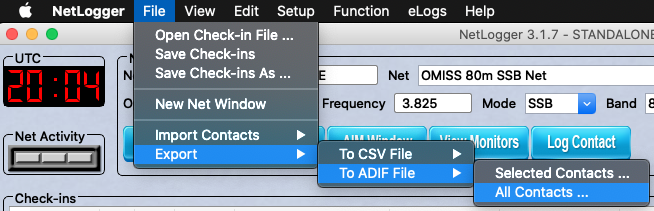 NetLogger File View Edit Setup Function eLogs Help
NetLogger 3.1.7 - STANDALONE
UTC
20:04
Open Check-in File ...
Save Check-ins
Save Check-ins As ...
New Net Window
Import Contacts
Export
Net OMISS 80m SSB Net
Frequency 3.825 Mode SSB Band 8
Net Activity
AIM Window View Monitors Log Contact
To CSV File
To ADIF File
Selected Contacts ...
All Contacts ...
Check-ins